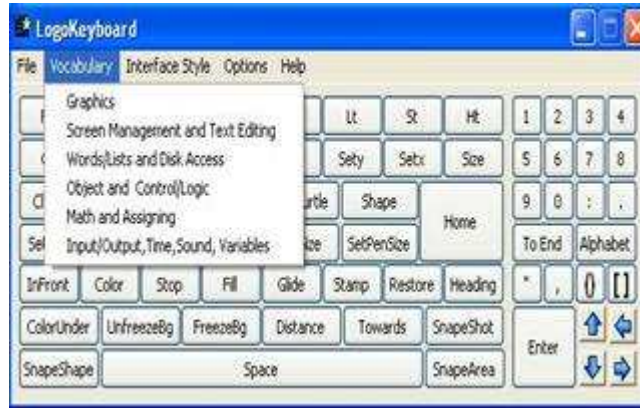 LogoKeyboard
File Vocabulary Interface Style Options Help
Graphics
Screen Management and Text Editing
Words/Lists and Disk Access
Object and Control/Logic
Math and Assigning
Input/Output,Time,Sound, Variables
Lt St Ht 1 2 3 4
Sety Setx Size 5 6 7 8
Shape Home 9 0 : .
SetPenSize To End Alphabet
InFront Color Stop Fill Glide Stamp Restore Heading " , () []
ColorUnder UnfreezeBg FreezeBg Distance Towards SnapeShot Enter
SnapeShape Space SnapeArea